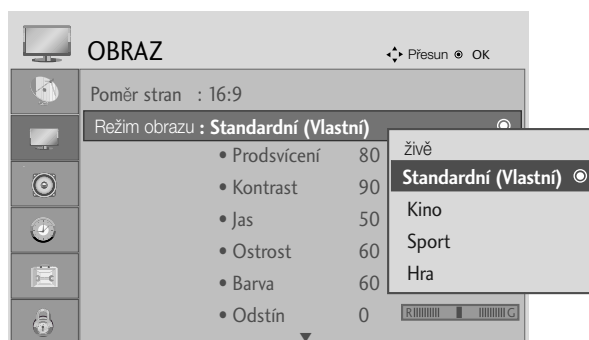 OBRAZ
Přesun OK
Poměr stran : 16:9
Režim obrazu : Standardní (Vlastní)
• Prodsvícení 80
• Kontrast 90
• Jas 50
• Ostrost 60
• Barva 60
• Odstín 0
R G
živě
Standardní (Vlastní)
Kino
Sport
Hra